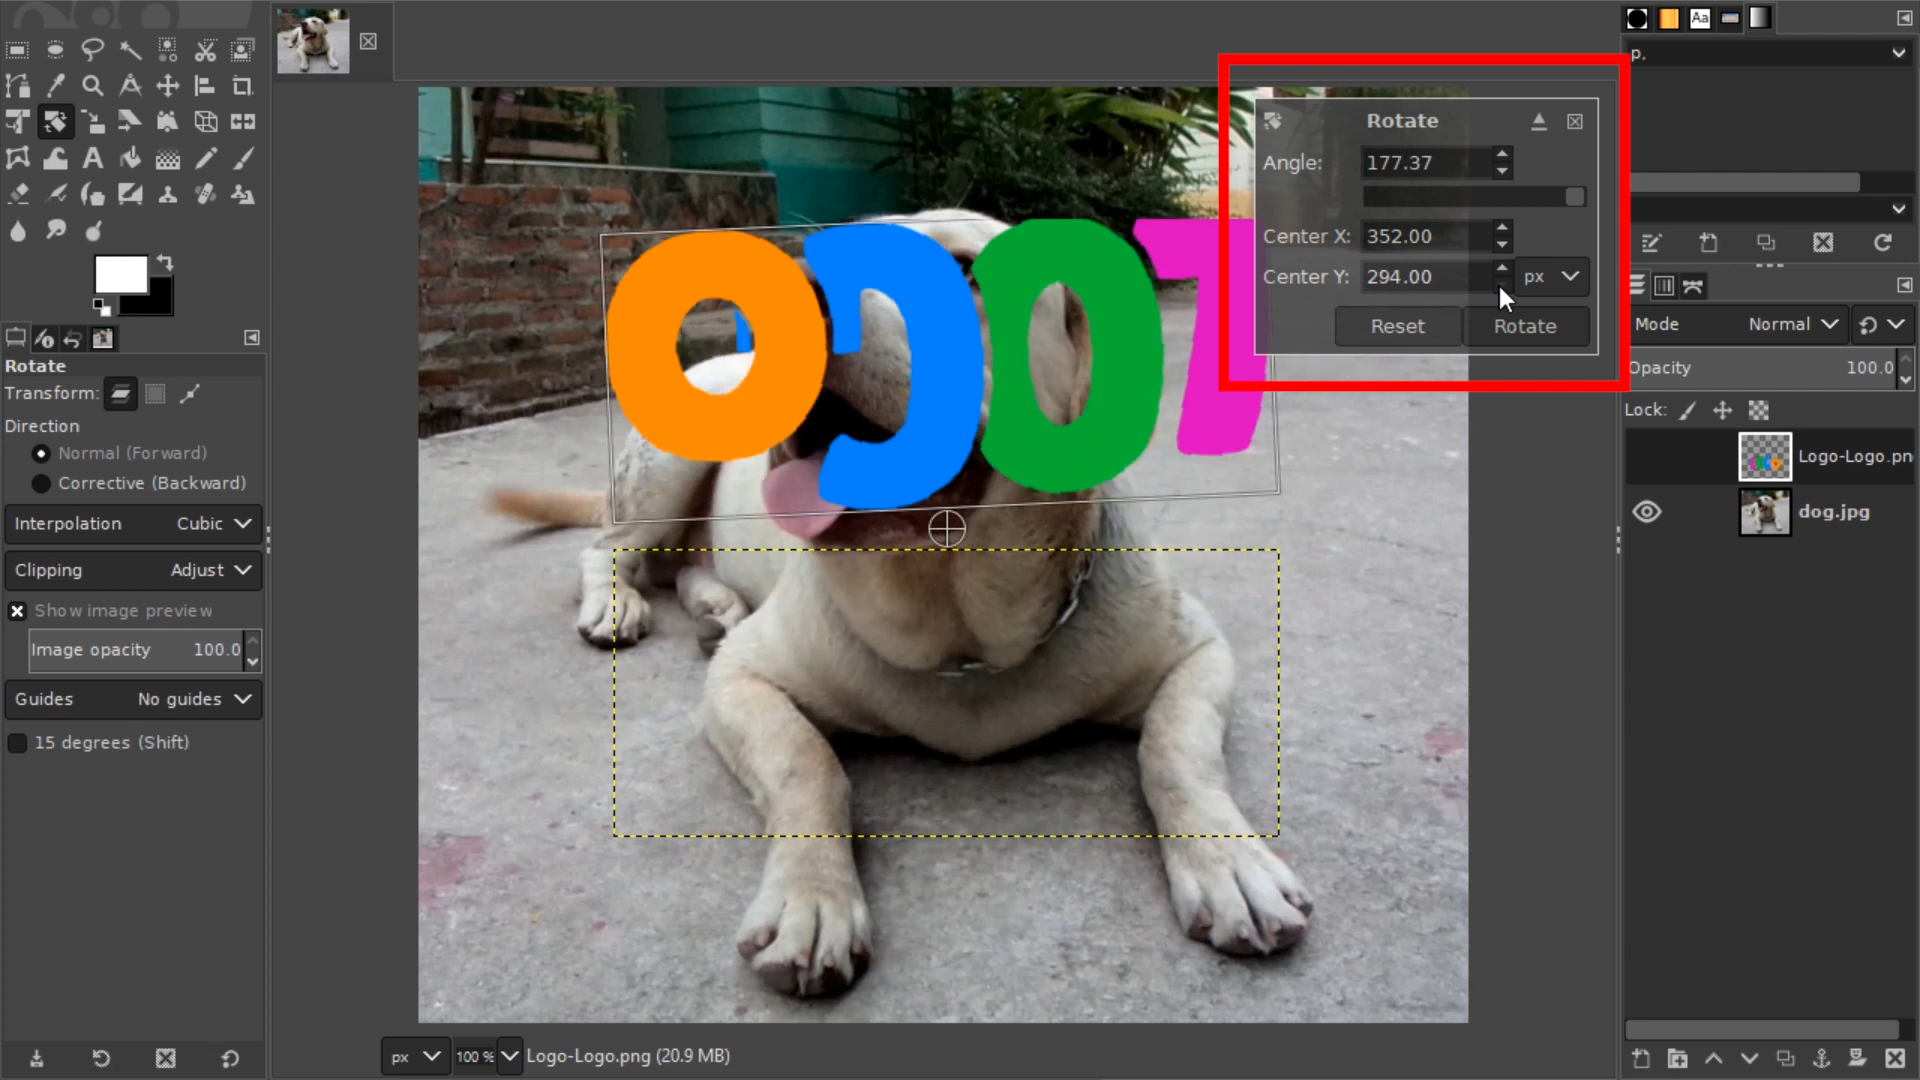 Aa
p.
Rotate
Angle: 177.37
Center X: 352.00
Center Y: 294.00 px
Reset Rotate
Mode Normal
Opacity 100.0
Lock:
Logo-Logo.pn
dog.jpg
LOGO
Rotate
Transform:
Direction
Normal (Forward)
Corrective (Backward)
Interpolation Cubic
Clipping Adjust
Show image preview
Image opacity 100.0
Guides No guides
15 degrees (Shift)
px 100 % Logo-Logo.png (20.9 MB)